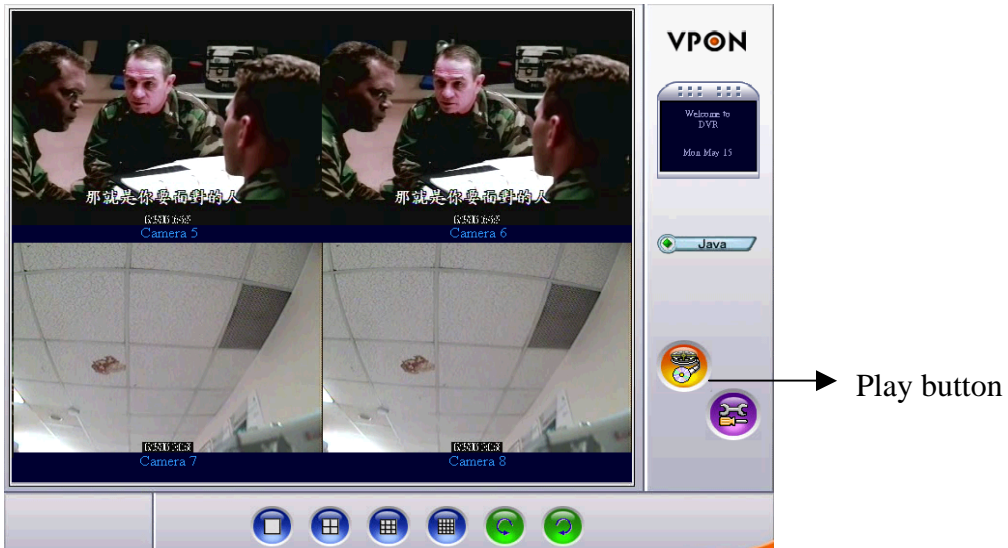 VPON
Welcome to
DVR
Mon May 15
那就是你要面對的人
那就是你要面對的人
Camera 5
Camera 6
Java
Play button
Camera 7
Camera 8